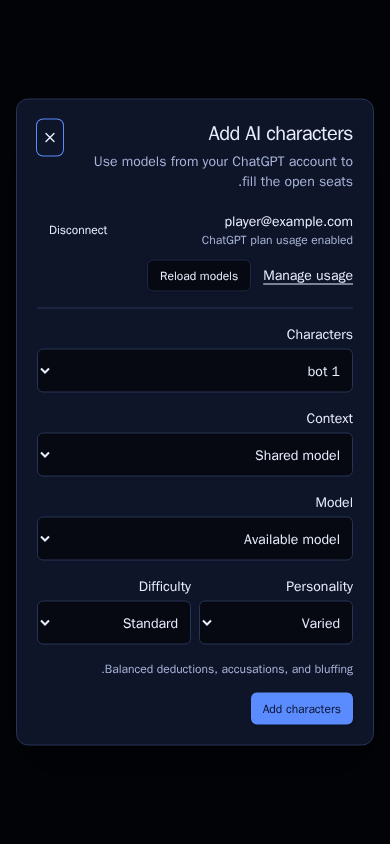 Add AI characters
Use models from your ChatGPT account to
.fill the open seats
player@example.com
ChatGPT plan usage enabled
Disconnect
Manage usage
Reload models
Characters
bot 1
Context
Shared model
Model
Available model
Personality
Difficulty
Varied
Standard
.Balanced deductions, accusations, and bluffing
Add characters